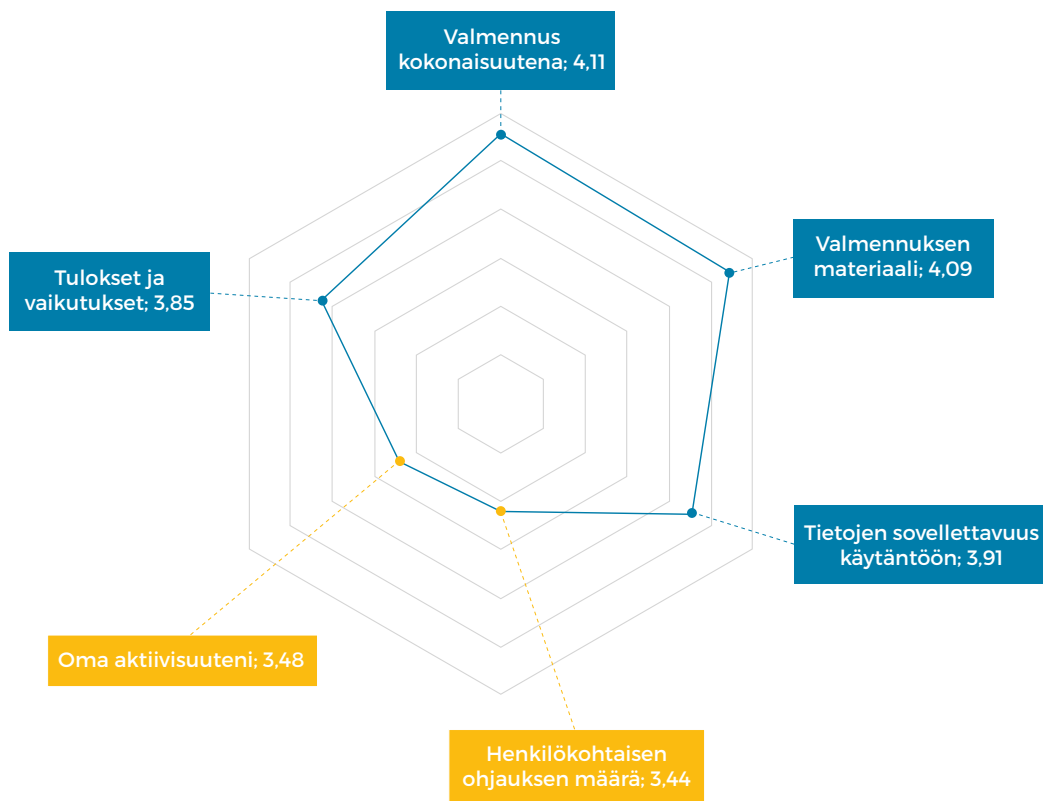 Valmennus
kokonaisuutena; 4,11
Valmennuksen
materiaali; 4,09
Tulokset ja
vaikutukset; 3,85
Tietojen sovellettavuus
käytäntöön; 3,91
Oma aktiivisuuteni; 3,48
Henkilökohtaisen
ohjauksen määrä; 3,44